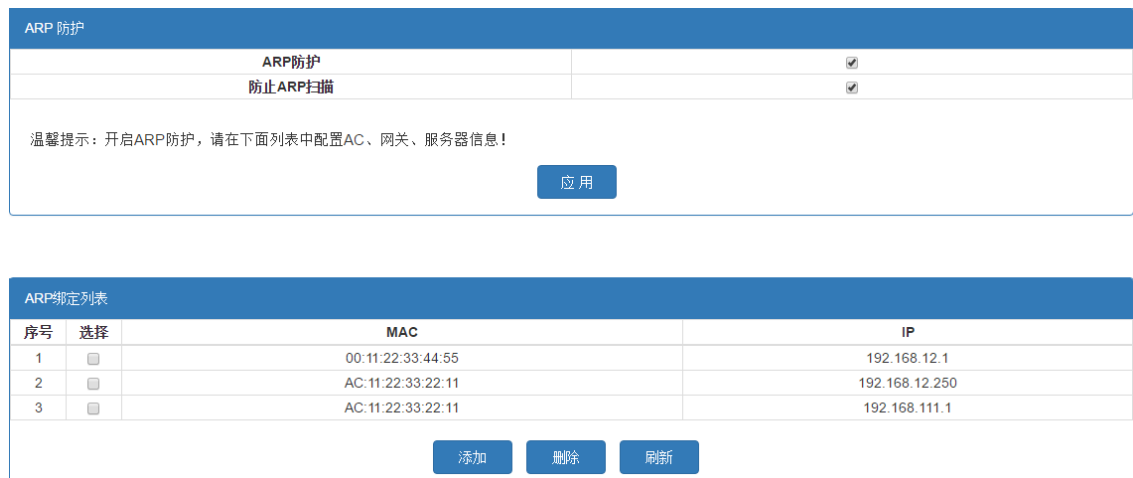 ARP 防护
ARP防护
防止ARP扫描
温馨提示：开启ARP防护，请在下面列表中配置AC、网关、服务器信息！
应 用
ARP绑定列表
序号 选择 MAC IP
1 00:11:22:33:44:55 192.168.12.1
2 AC:11:22:33:22:11 192.168.12.250
3 AC:11:22:33:22:11 192.168.111.1
添加 删除 刷新